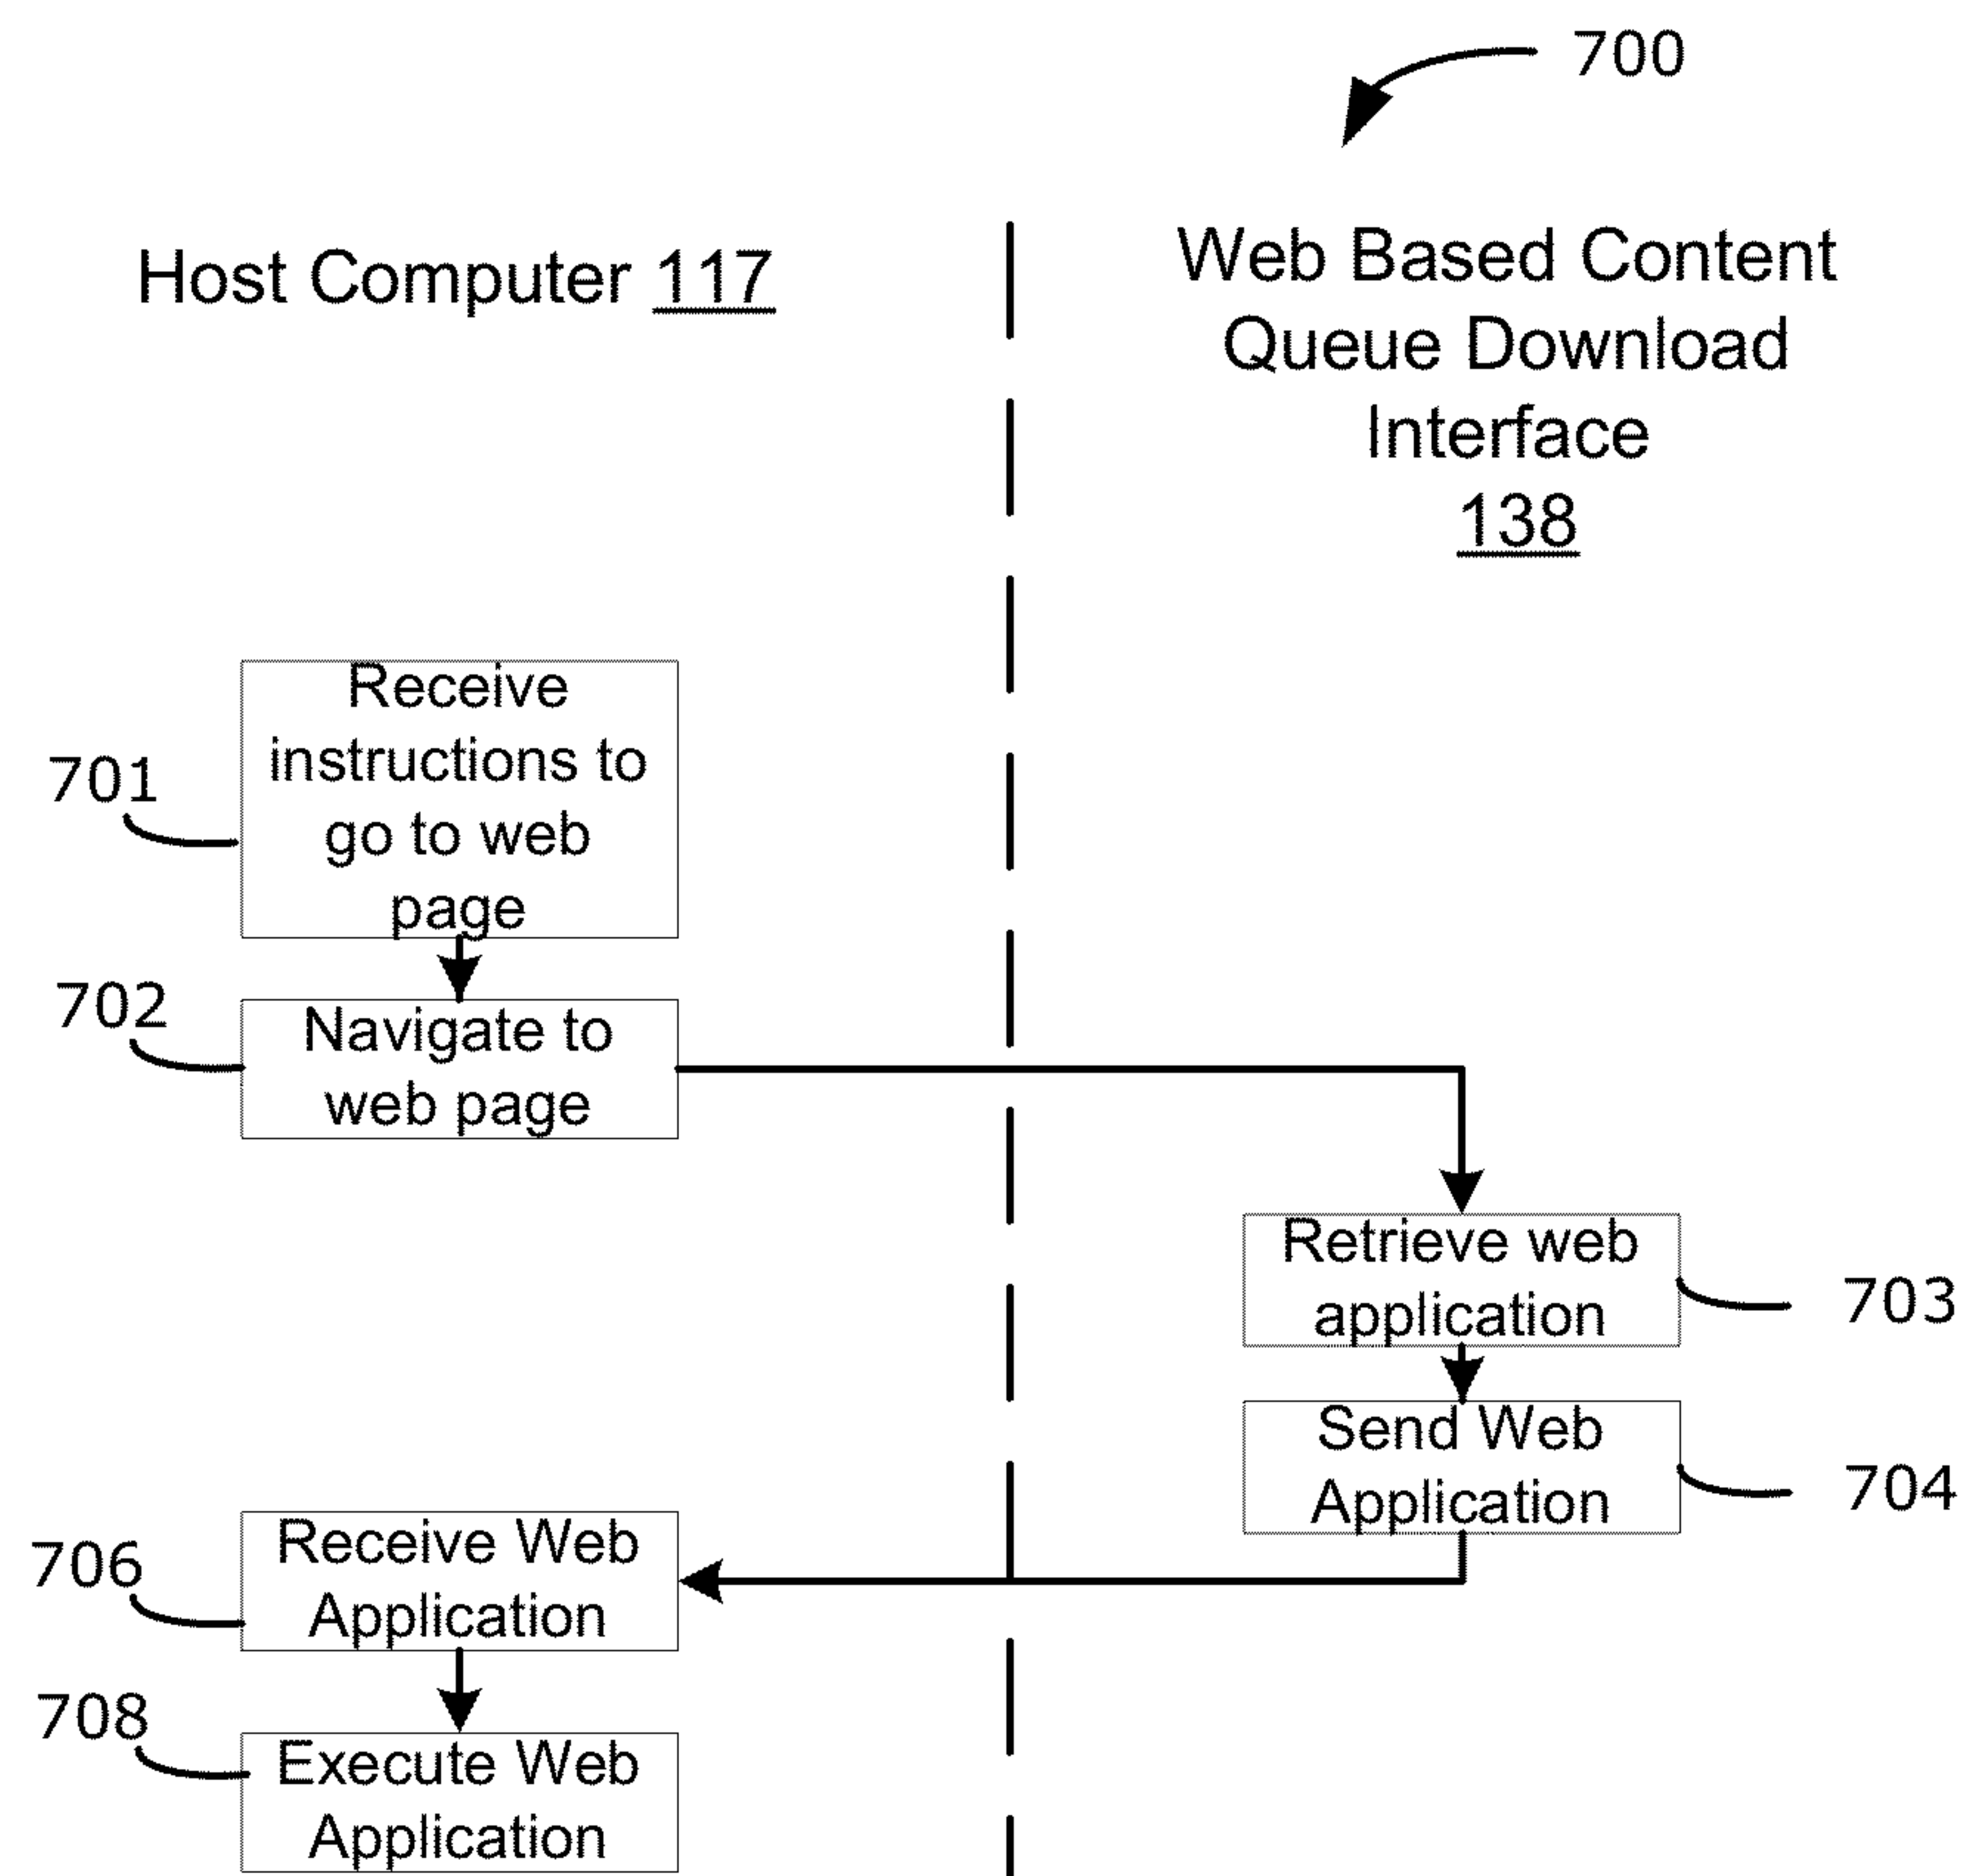 700
Host Computer 117
Web Based Content
Queue Download
Interface
138
701
Receive
instructions to
go to web
page
702
Navigate to
web page
Retrieve web
application
703
Send Web
Application
704
706
Receive Web
Application
708
Execute Web
Application